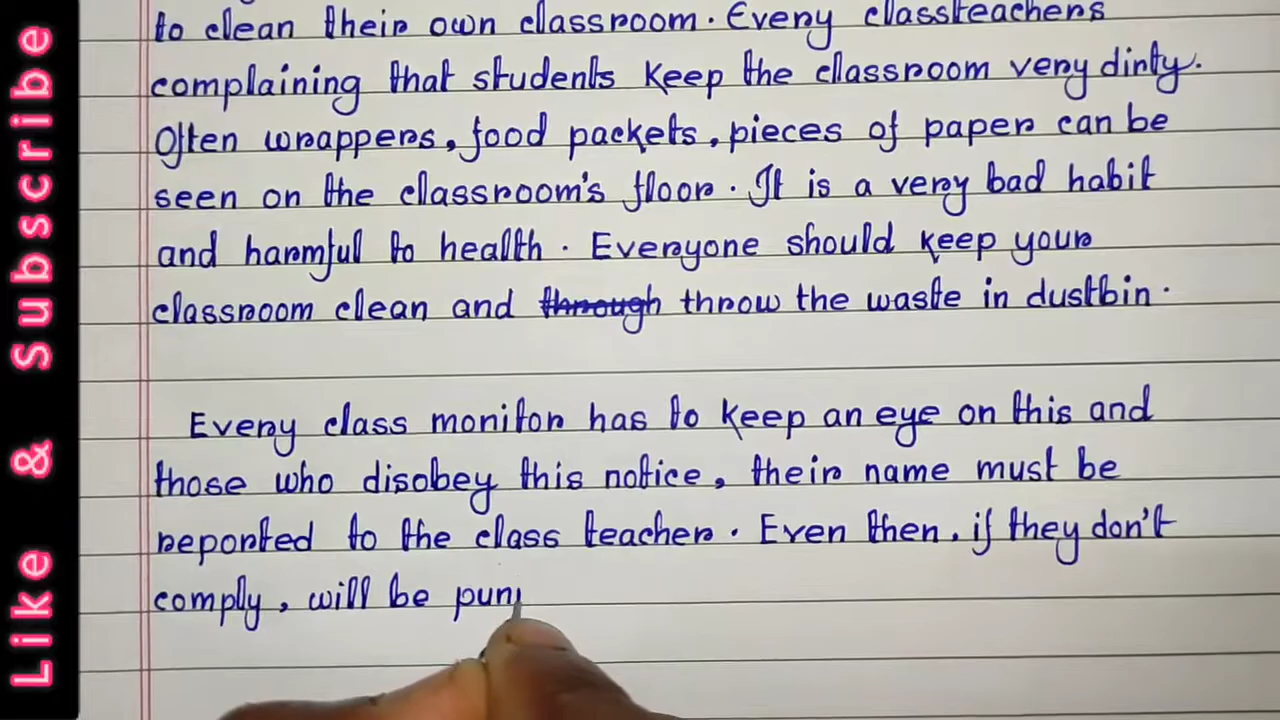 to clean their own classroom. Every classteachers
complaining that students keep the classroom very dirty.
Often wrappers, food packets, pieces of paper can be
seen on the classroom's floor. It is a very bad habit
and harmful to health. Everyone should keep your
classroom clean and through throw the waste in dustbin.
Every class monitor has to keep an eye on this and
those who disobey this notice, their name must be
reported to the class teacher. Even then, if they don't
comply, will be pun
Like & Subscribe